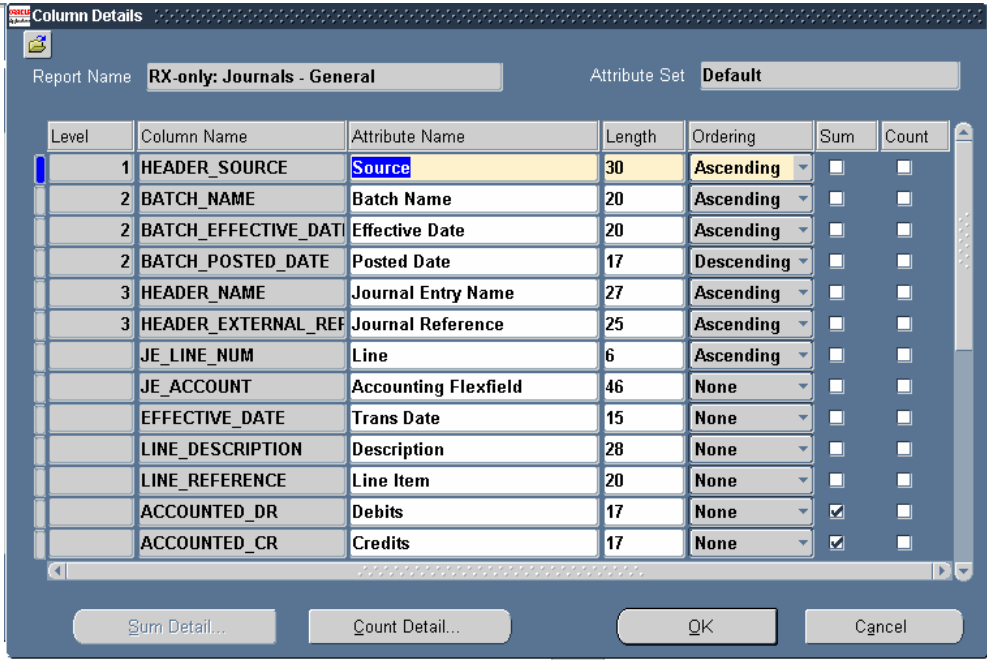 ORACLE
Column Details
Report Name RX-only: Journals - General Attribute Set Default
Level Column Name Attribute Name Length Ordering Sum Count
1 HEADER_SOURCE Source 30 Ascending
2 BATCH_NAME Batch Name 20 Ascending
2 BATCH_EFFECTIVE_DATI Effective Date 20 Ascending
2 BATCH_POSTED_DATE Posted Date 17 Descending
3 HEADER_NAME Journal Entry Name 27 Ascending
3 HEADER_EXTERNAL_REF Journal Reference 25 Ascending
JE_LINE_NUM Line 6 Ascending
JE_ACCOUNT Accounting Flexfield 46 None
EFFECTIVE_DATE Trans Date 15 None
LINE_DESCRIPTION Description 28 None
LINE_REFERENCE Line Item 20 None
ACCOUNTED_DR Debits 17 None
ACCOUNTED_CR Credits 17 None
Sum Detail... Count Detail... OK Cancel